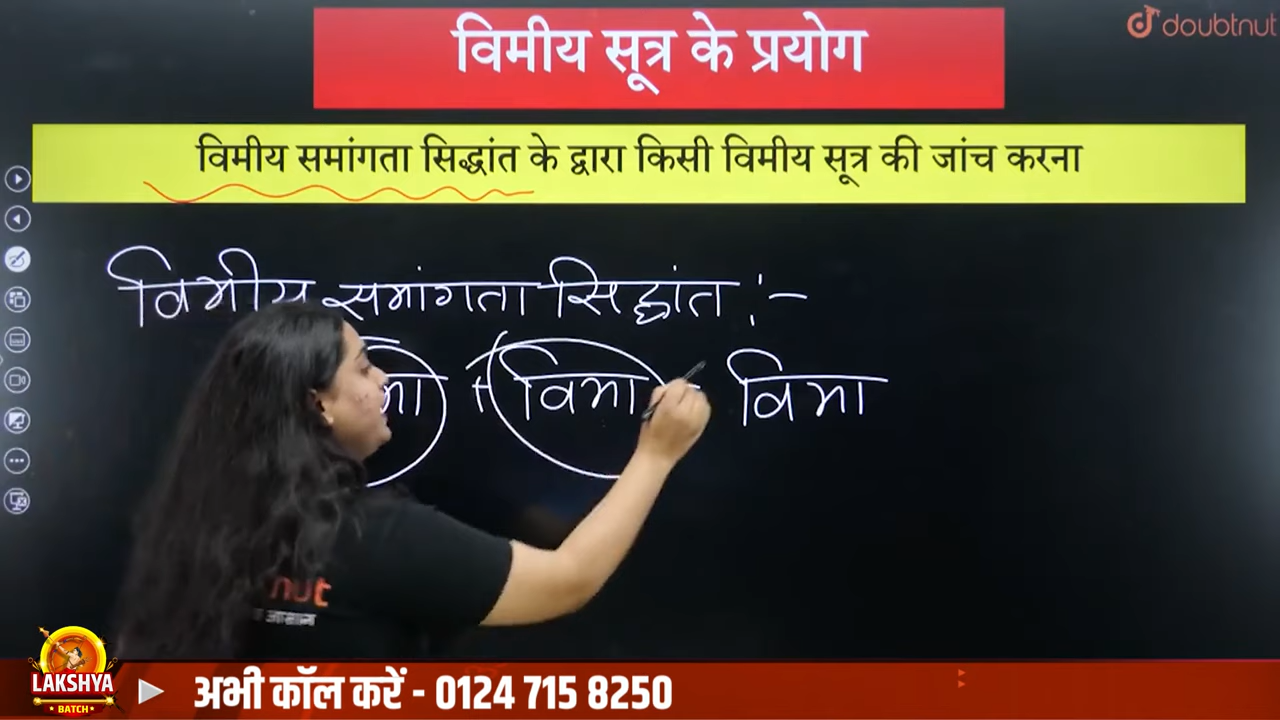 विमीय सूत्र के प्रयोग
doubtnut
विमीय समांगता सिद्धांत के द्वारा किसी विमीय सूत्र की जांच करना
विमीय समांगता सिद्धांत :-
विमा विमा
LAKSHYA
BATCH
अभी कॉल करें - 0124 715 8250